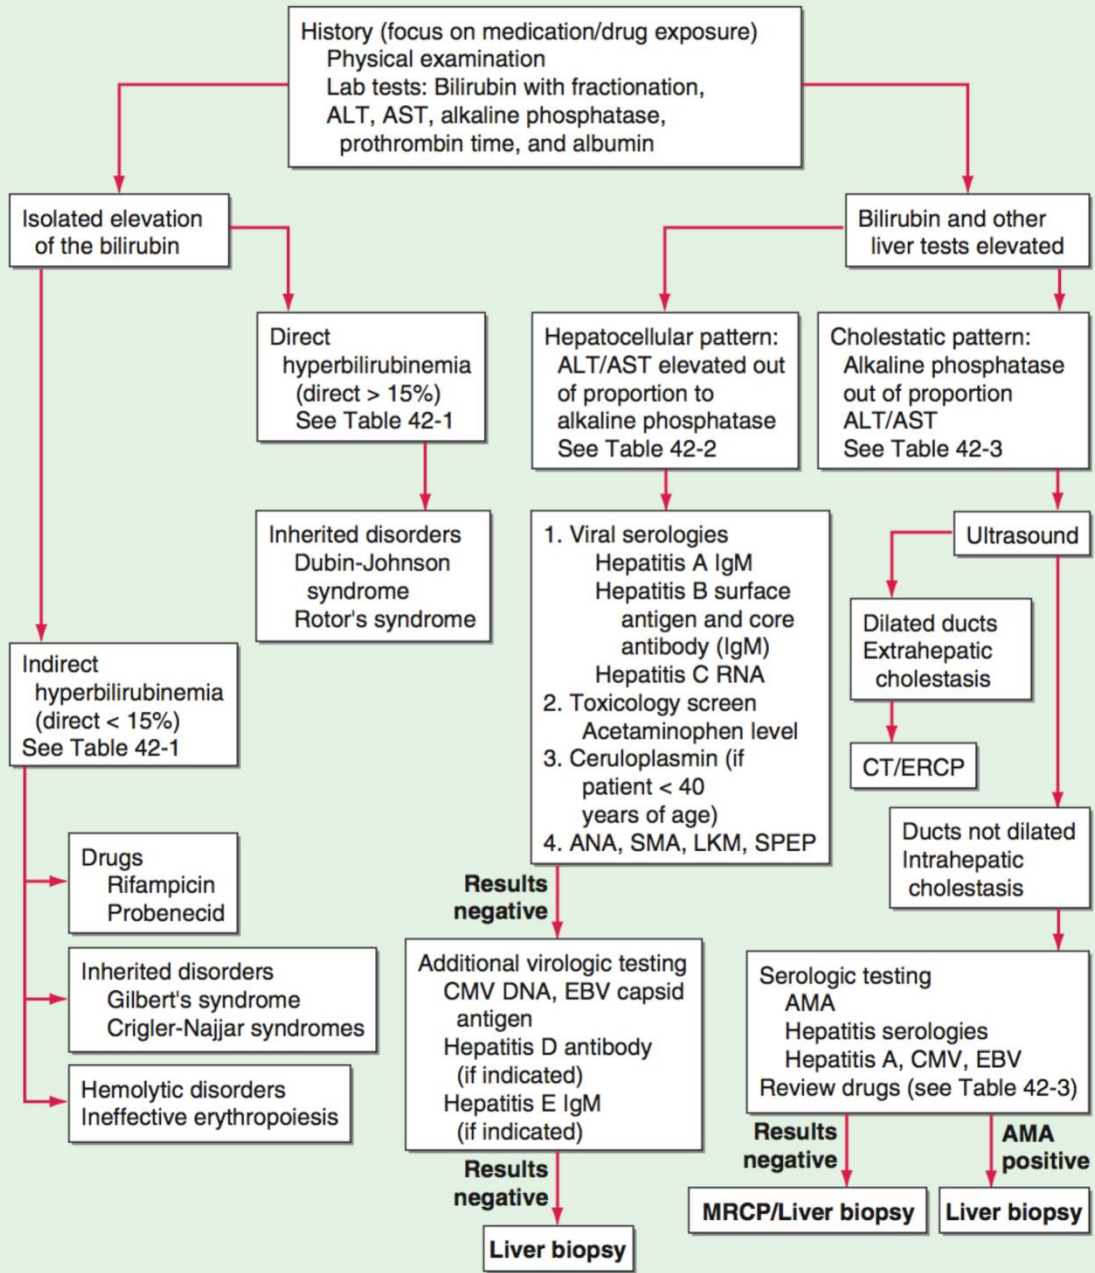 History (focus on medication/drug exposure)
Physical examination
Lab tests: Bilirubin with fractionation,
ALT, AST, alkaline phosphatase,
prothrombin time, and albumin
Isolated elevation
of the bilirubin
Bilirubin and other
liver tests elevated
Direct
hyperbilirubinemia
(direct > 15%)
See Table 42-1
Hepatocellular pattern:
ALT/AST elevated out
of proportion to
alkaline phosphatase
See Table 42-2
Cholestatic pattern:
Alkaline phosphatase
out of proportion
ALT/AST
See Table 42-3
Inherited disorders
Dubin-Johnson
syndrome
Rotor's syndrome
1. Viral serologies
Hepatitis A IgM
Hepatitis B surface
antigen and core
antibody (IgM)
Hepatitis C RNA
2. Toxicology screen
Acetaminophen level
3. Ceruloplasmin (if
patient < 40
years of age)
4. ANA, SMA, LKM, SPEP
Ultrasound
Dilated ducts
Extrahepatic
cholestasis
CT/ERCP
Indirect
hyperbilirubinemia
(direct < 15%)
See Table 42-1
Ducts not dilated
Intrahepatic
cholestasis
Drugs
Rifampicin
Probenecid
Results
negative
Inherited disorders
Gilbert's syndrome
Crigler-Najjar syndromes
Additional virologic testing
CMV DNA, EBV capsid
antigen
Hepatitis D antibody
(if indicated)
Hepatitis E IgM
(if indicated)
Serologic testing
AMA
Hepatitis serologies
Hepatitis A, CMV, EBV
Review drugs (see Table 42-3)
Hemolytic disorders
Ineffective erythropoiesis
Results
negative
Results
negative
AMA
positive
Liver biopsy
MRCP/Liver biopsy
Liver biopsy